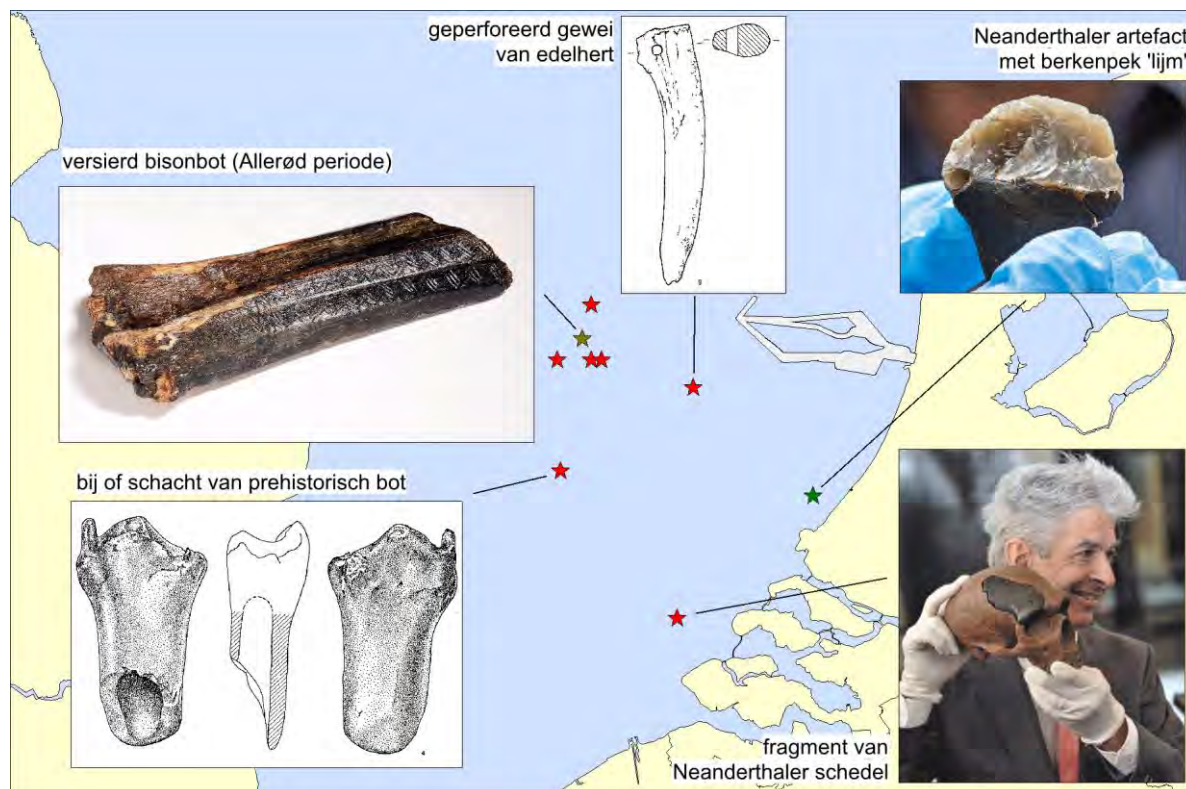 geperforeerd gewei
van edelhert
Neanderthaler artefact
met berkenpek 'lijm'
versierd bisonbot (Allerød periode)
bij of schacht van prehistorisch bot
fragment van
Neanderthaler schedel